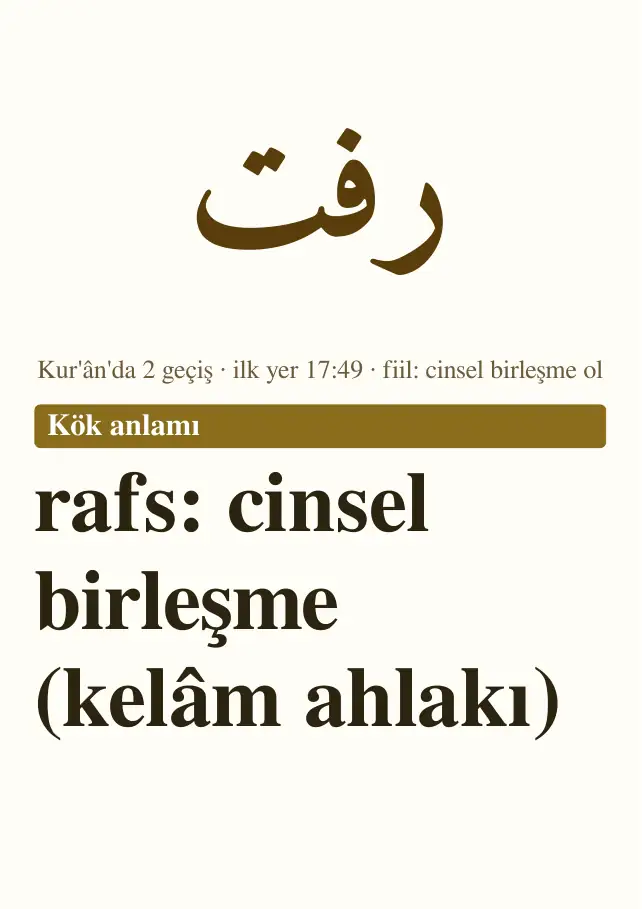 رفت
Kur'ân'da 2 geçiş · ilk yer 17:49 · fiil: cinsel birleşme ol
Kök anlamı
rafs: cinsel
birleşme
(kelâm ahlakı)